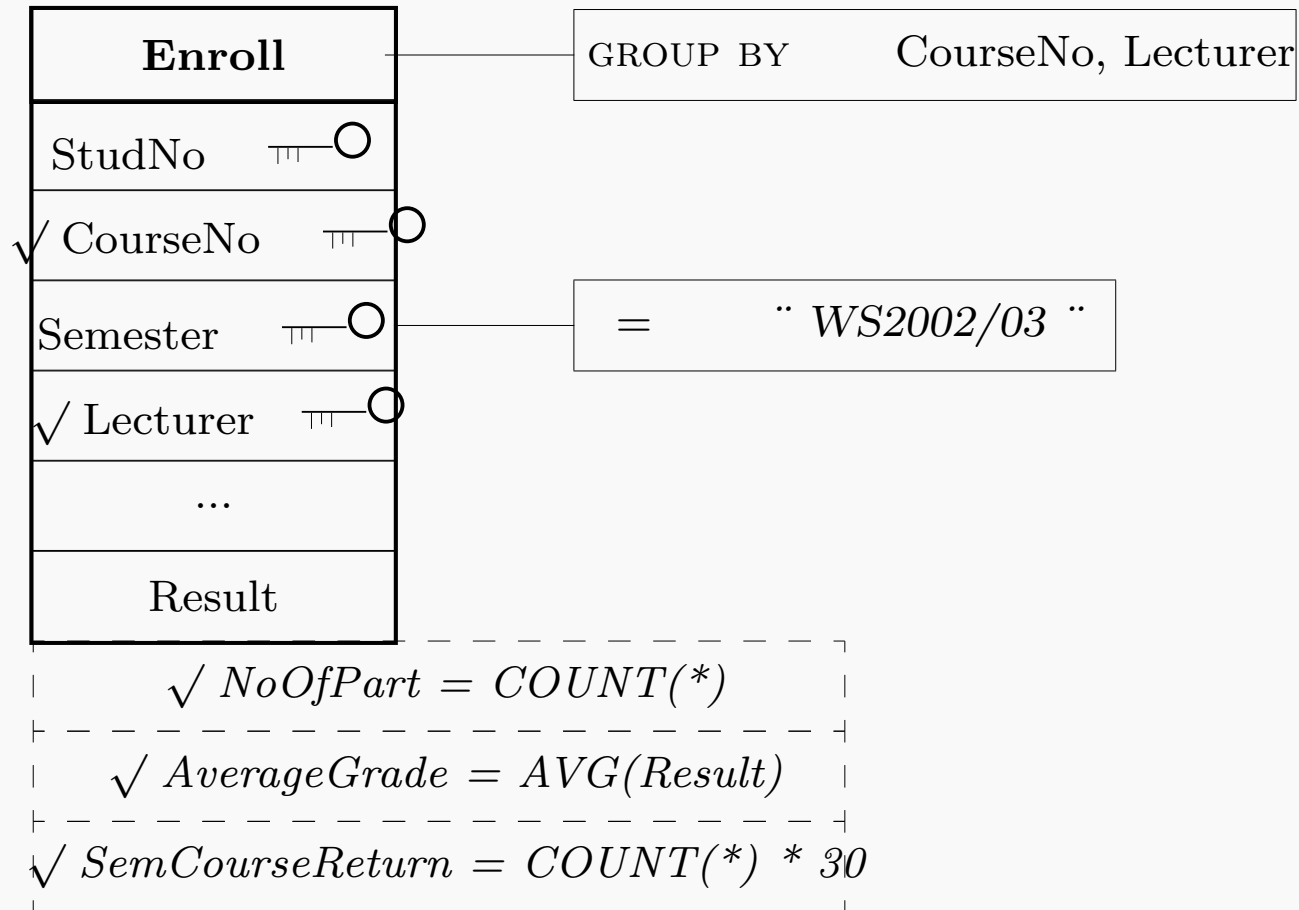 Enroll
GROUP BY CourseNo, Lecturer
StudNo
√ CourseNo
Semester
= ¨ WS2002/03 ¨
√ Lecturer
...
Result
√ NoOfPart = COUNT(*)
√ AverageGrade = AVG(Result)
√ SemCourseReturn = COUNT(*) * 30